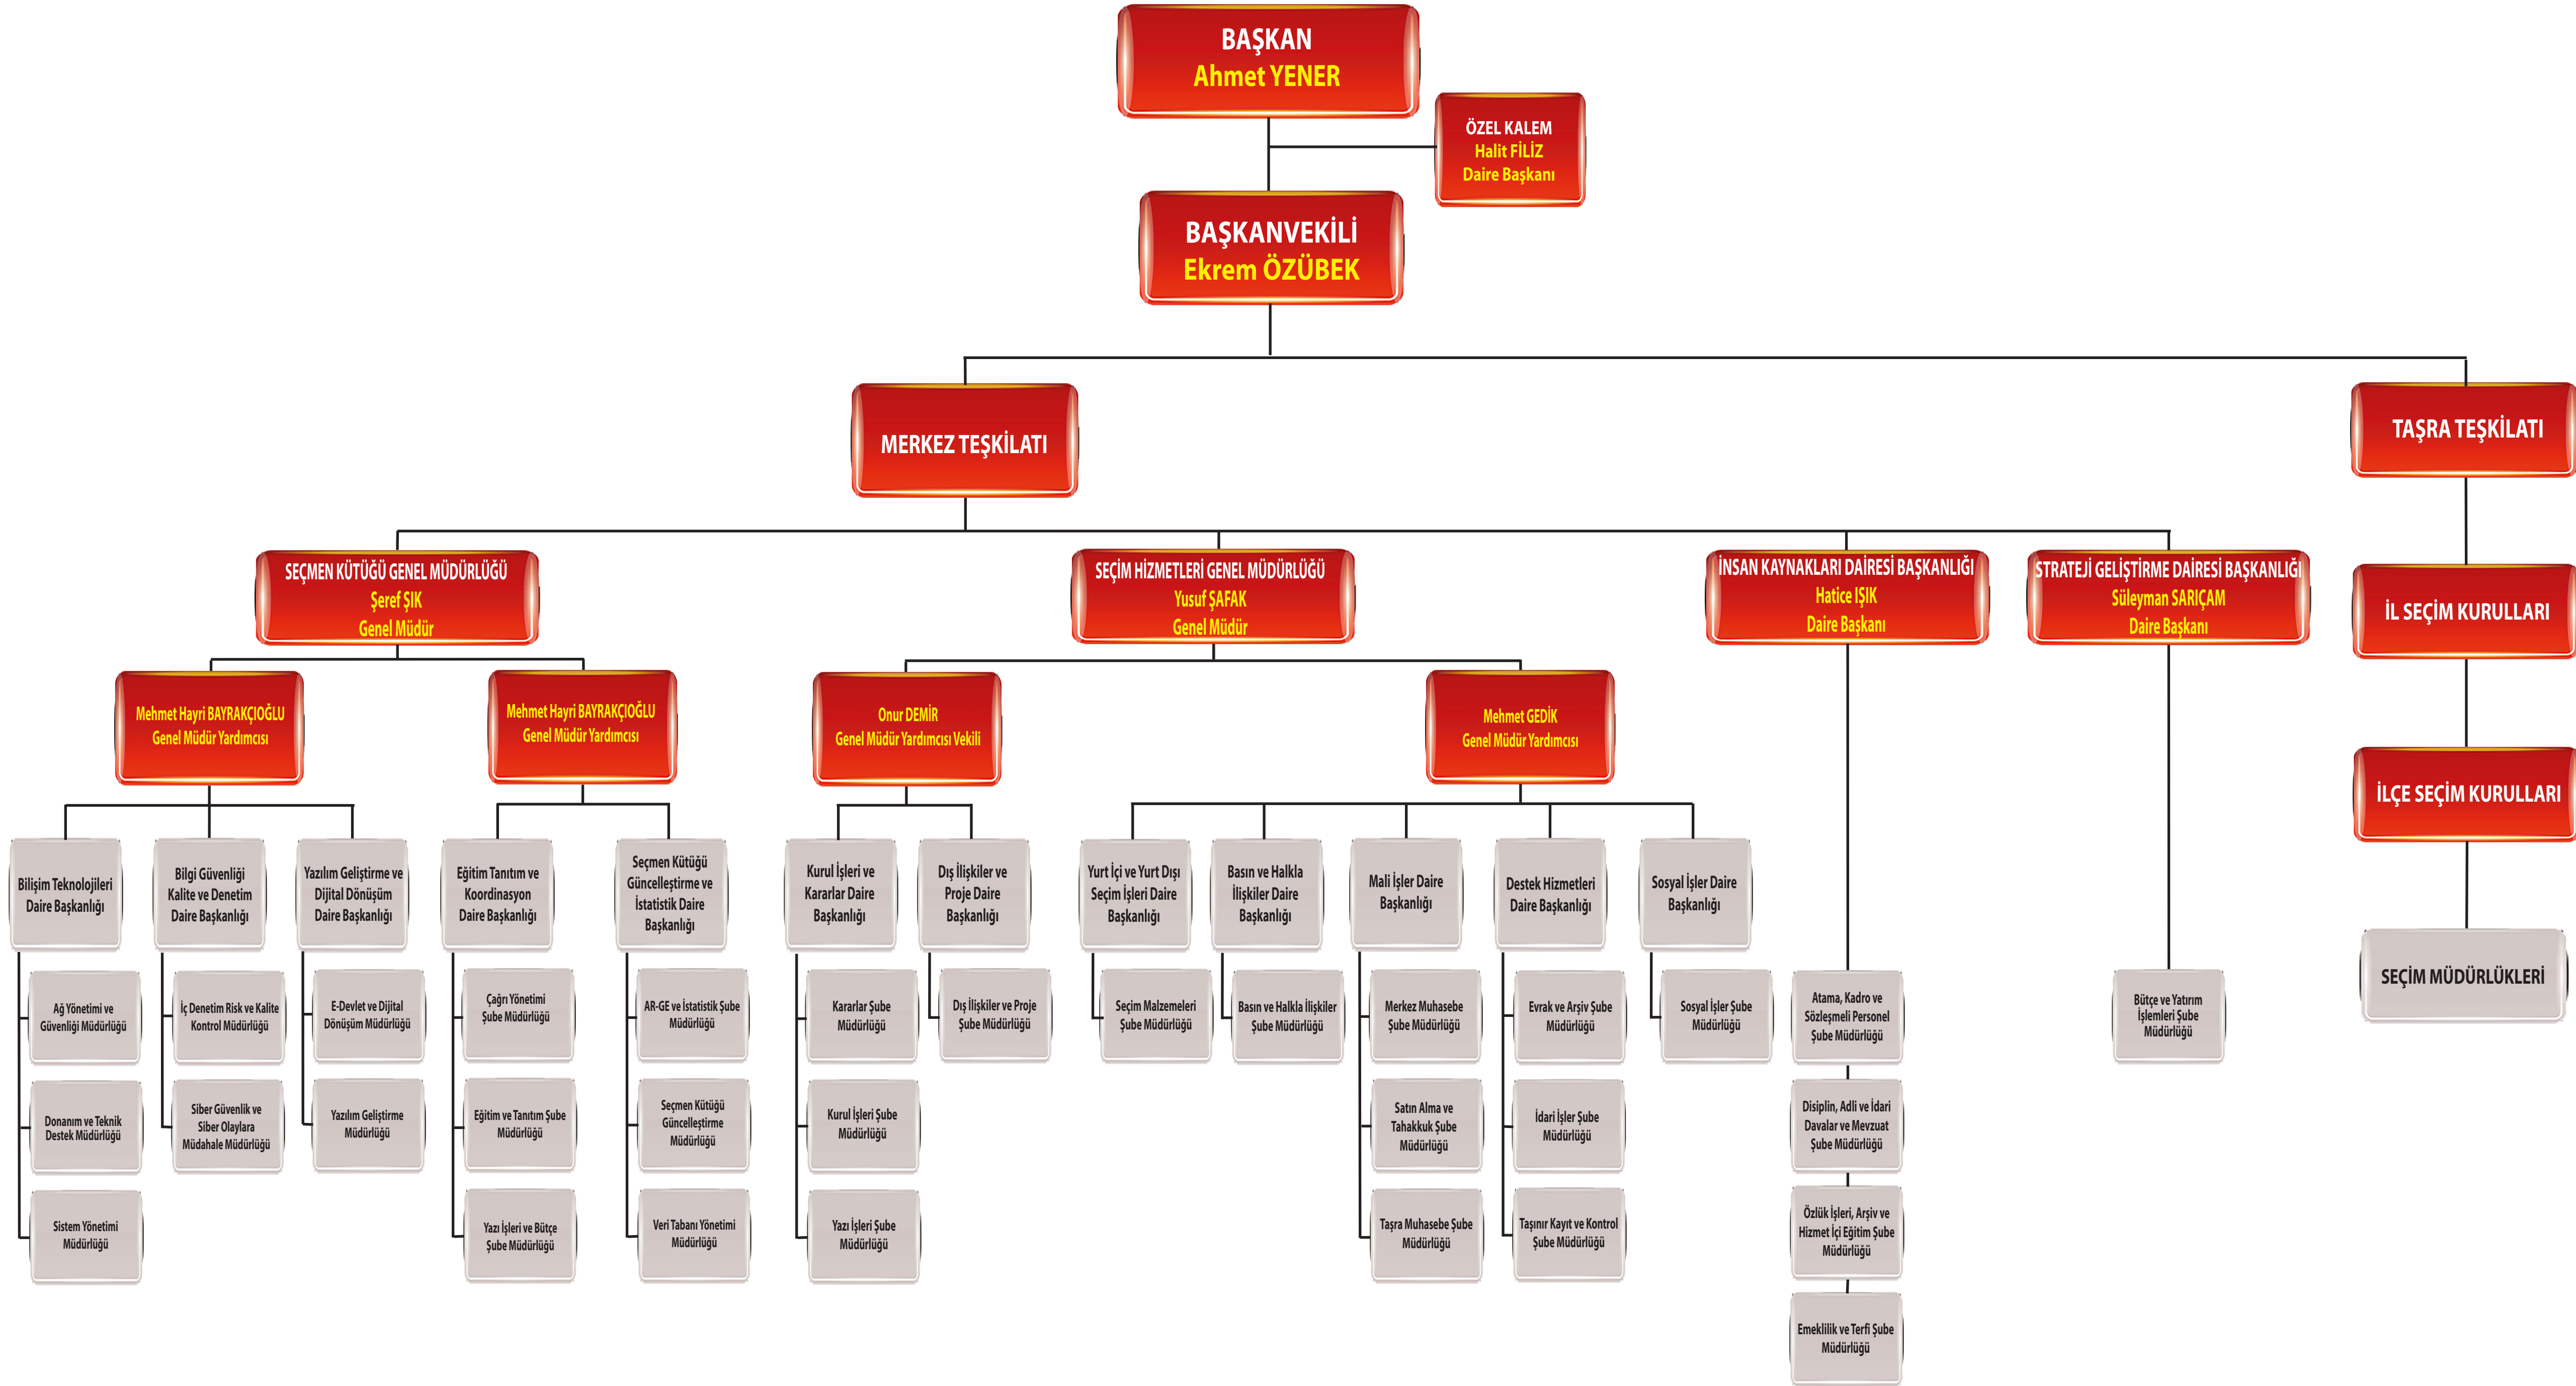 BAŞKAN
Ahmet YENER
ÖZEL KALEM
Halit FİLİZ
Daire Başkanı
BAŞKANVEKİLİ
Ekrem ÖZÜBEK
MERKEZ TEŞKİLATI
TAŞRA TEŞKİLATI
SEÇMEN KÜTÜĞÜ GENEL MÜDÜRLÜĞÜ
Şeref ŞIK
Genel Müdür
SEÇİM HİZMETLERİ GENEL MÜDÜRLÜĞÜ
Yusuf ŞAFAK
Genel Müdür
İNSAN KAYNAKLARI DAİRESİ BAŞKANLIĞI
Hatice IŞIK
Daire Başkanı
STRATEJİ GELİŞTİRME DAİRESİ BAŞKANLIĞI
Süleyman SARIÇAM
Daire Başkanı
İL SEÇİM KURULLARI
Mehmet Hayri BAYRAKÇIOĞLU
Genel Müdür Yardımcısı
Mehmet Hayri BAYRAKÇIOĞLU
Genel Müdür Yardımcısı
Onur DEMİR
Genel Müdür Yardımcısı Vekili
Mehmet GEDİK
Genel Müdür Yardımcısı
İLÇE SEÇİM KURULLARI
Bilişim Teknolojileri
Daire Başkanlığı
Bilgi Güvenliği
Kalite ve Denetim
Daire Başkanlığı
Yazılım Geliştirme ve
Dijital Dönüşüm
Daire Başkanlığı
Eğitim Tanıtım ve
Koordinasyon
Daire Başkanlığı
Seçmen Kütüğü
Güncelleştirme ve
İstatistik Daire
Başkanlığı
Kurul İşleri ve
Kararlar Daire
Başkanlığı
Dış İlişkiler ve
Proje Daire
Başkanlığı
Yurt İçi ve Yurt Dışı
Seçim İşleri Daire
Başkanlığı
Basın ve Halkla
İlişkiler Daire
Başkanlığı
Mali İşler Daire
Başkanlığı
Destek Hizmetleri
Daire Başkanlığı
Sosyal İşler Daire
Başkanlığı
SEÇİM MÜDÜRLÜKLERİ
Ağ Yönetimi ve
Güvenliği Müdürlüğü
İç Denetim Risk ve Kalite
Kontrol Müdürlüğü
E-Devlet ve Dijital
Dönüşüm Müdürlüğü
Çağrı Yönetimi
Şube Müdürlüğü
AR-GE ve İstatistik Şube
Müdürlüğü
Kararlar Şube
Müdürlüğü
Dış İlişkiler ve Proje
Şube Müdürlüğü
Seçim Malzemeleri
Şube Müdürlüğü
Basın ve Halkla İlişkiler
Şube Müdürlüğü
Merkez Muhasebe
Şube Müdürlüğü
Evrak ve Arşiv Şube
Müdürlüğü
Sosyal İşler Şube
Müdürlüğü
Atama, Kadro ve
Sözleşmeli Personel
Şube Müdürlüğü
Bütçe ve Yatırım
İşlemleri Şube
Müdürlüğü
Donanım ve Teknik
Destek Müdürlüğü
Siber Güvenlik ve
Siber Olaylara
Müdahale Müdürlüğü
Yazılım Geliştirme
Müdürlüğü
Eğitim ve Tanıtım Şube
Müdürlüğü
Seçmen Kütüğü
Güncelleştirme
Müdürlüğü
Kurul İşleri Şube
Müdürlüğü
Satın Alma ve
Tahakkuk Şube
Müdürlüğü
İdari İşler Şube
Müdürlüğü
Disiplin, Adli ve İdari
Davalar ve Mevzuat
Şube Müdürlüğü
Sistem Yönetimi
Müdürlüğü
Yazı İşleri ve Bütçe
Şube Müdürlüğü
Veri Tabanı Yönetimi
Müdürlüğü
Yazı İşleri Şube
Müdürlüğü
Taşra Muhasebe Şube
Müdürlüğü
Taşınır Kayıt ve Kontrol
Şube Müdürlüğü
Özlük İşleri, Arşiv ve
Hizmet İçi Eğitim Şube
Müdürlüğü
Emeklilik ve Terfi Şube
Müdürlüğü